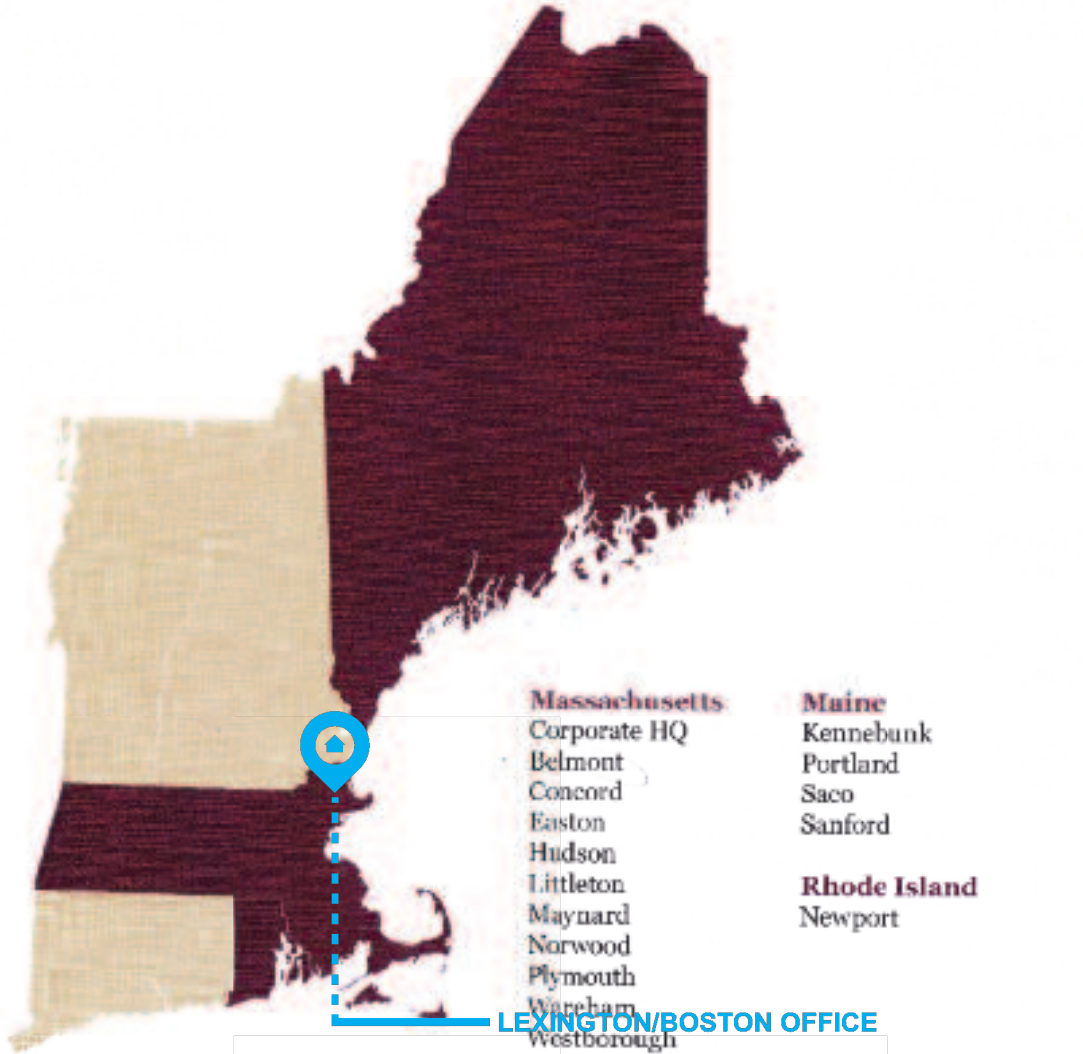 Massachusetts
Corporate HQ
Belmont
Concord
Easton
Hudson
Littleton
Maynard
Norwood
Plymouth
Wareham
Westborough
Maine
Kennebunk
Portland
Saco
Sanford
Rhode Island
Newport
LEXINGTON/BOSTON OFFICE